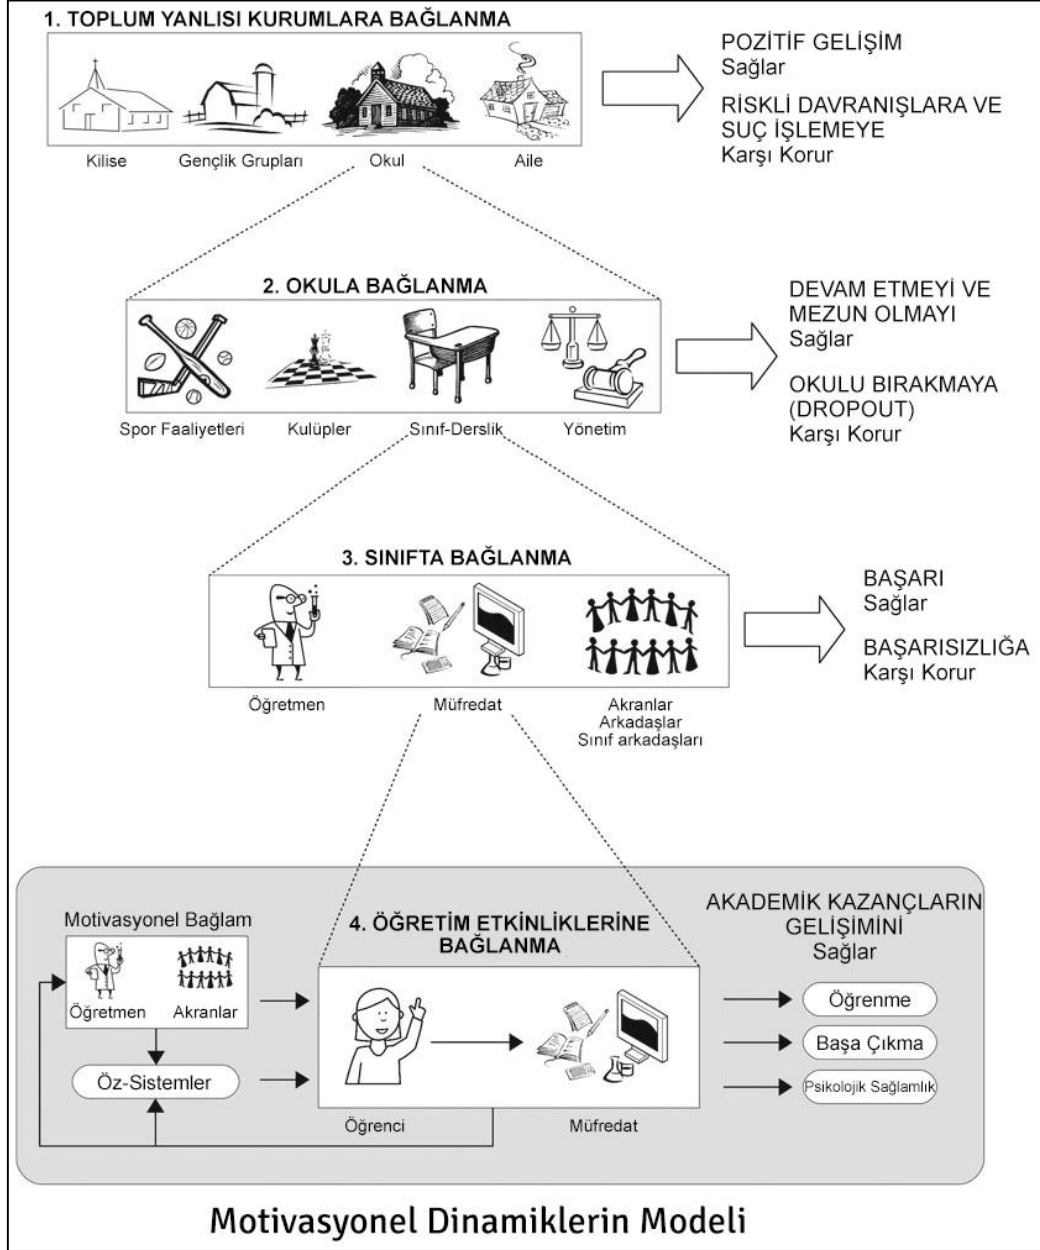 1. TOPLUM YANLISI KURUMLARA BAĞLANMA
Kilise
Gençlik Grupları
Okul
Aile
POZİTİF GELİŞİM
Sağlar
RİSKLİ DAVRANIŞLARA VE
SUÇ İŞLEMEYE
Karşı Korur
2. OKULA BAĞLANMA
Spor Faaliyetleri
Kulüpler
Sınıf-Derslik
Yönetim
DEVAM ETMEYİ VE
MEZUN OLMAYI
Sağlar
OKULU BIRAKMAYA
(DROPOUT)
Karşı Korur
3. SINIFTA BAĞLANMA
Öğretmen
Müfredat
Akranlar
Arkadaşlar
Sınıf arkadaşları
BAŞARI
Sağlar
BAŞARISIZLIĞA
Karşı Korur
Motivasyonel Bağlam
Öğretmen
Akranlar
Öz-Sistemler
4. ÖĞRETİM ETKİNLİKLERİNE
BAĞLANMA
Öğrenci
Müfredat
AKADEMİK KAZANÇLARIN
GELİŞİMİNİ
Sağlar
Öğrenme
Başa Çıkma
Psikolojik Sağlamlık
Motivasyonel Dinamiklerin Modeli